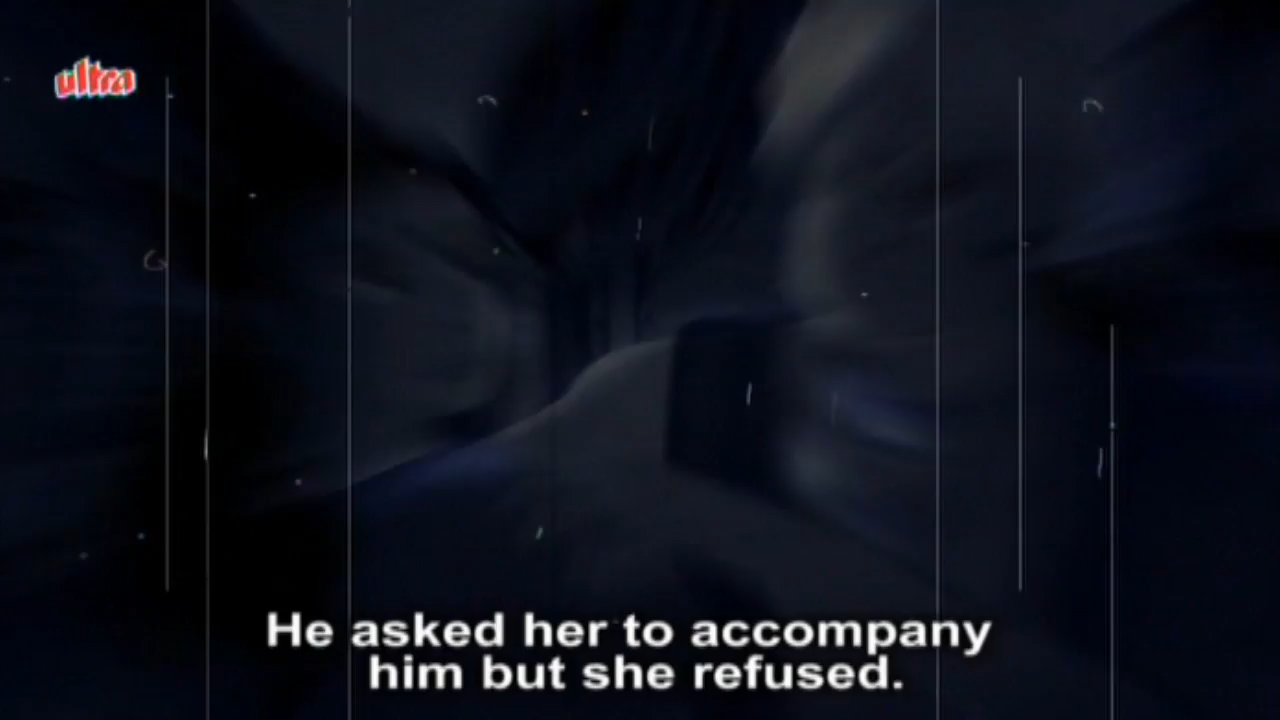 ultra
He asked her to accompany
him but she refused.